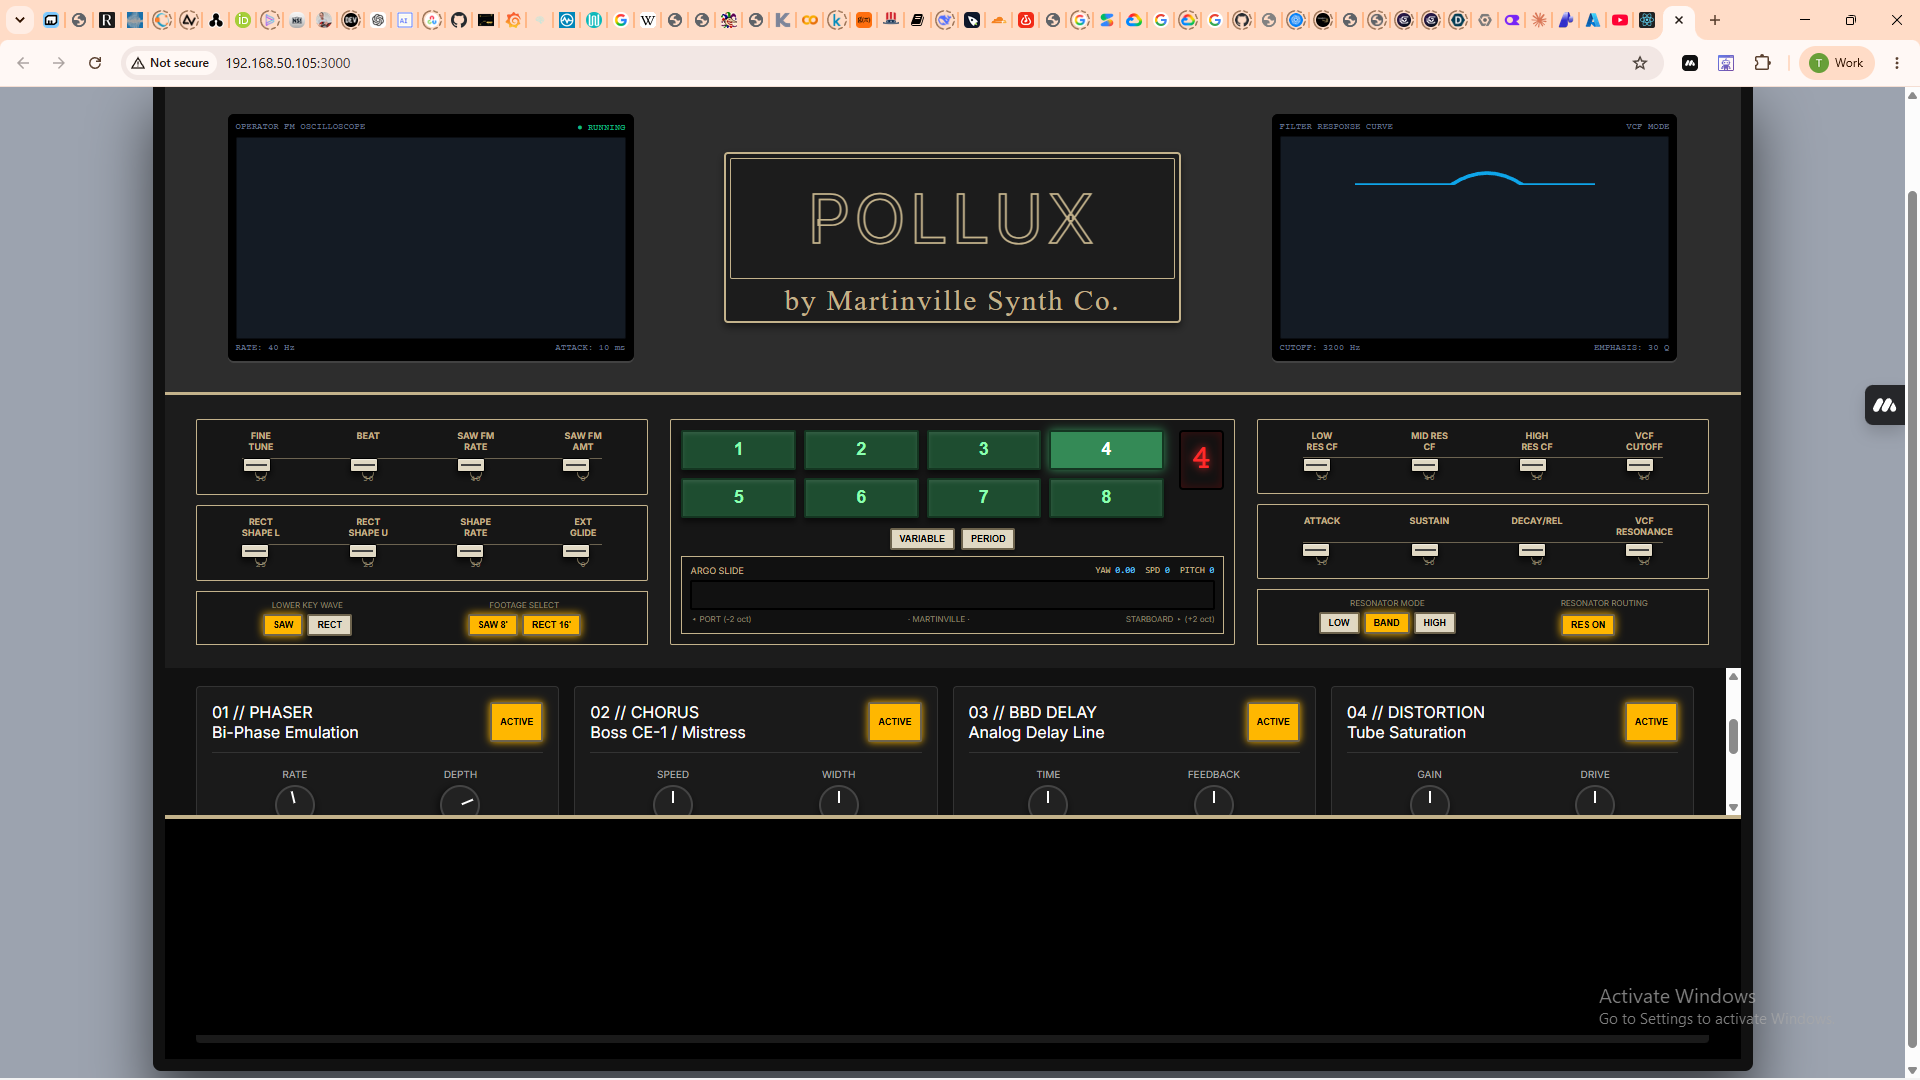 Not secure
192.168.50.105:3000
T
Work
OPERATOR FM OSCILLOSCOPE
● RUNNING
RATE: 40 Hz
ATTACK: 10 ms
POLLUX
by Martinville Synth Co.
FILTER RESPONSE CURVE
VCF MODE
CUTOFF: 3200 Hz
EMPHASIS: 30 Q
FINE TUNE
BEAT
SAW FM RATE
SAW FM AMT
RECT SHAPE L
RECT SHAPE U
SHAPE RATE
EXT GLIDE
LOWER KEY WAVE
SAW RECT
FOOTAGE SELECT
SAW 8' RECT 16'
1 2 3 4
5 6 7 8
4
VARIABLE PERIOD
ARGO SLIDE
YAW 0.00 SPD 0 PITCH 0
PORT (-2 oct)
- MARTINVILLE -
STARBOARD (+2 oct)
LOW RES CF
MID RES CF
HIGH RES CF
VCF CUTOFF
ATTACK
SUSTAIN
DECAY/REL
VCF RESONANCE
RESONATOR MODE
LOW BAND HIGH
RESONATOR ROUTING
RES ON
01 // PHASER
Bi-Phase Emulation
ACTIVE
RATE DEPTH
02 // CHORUS
Boss CE-1 / Mistress
ACTIVE
SPEED WIDTH
03 // BBD DELAY
Analog Delay Line
ACTIVE
TIME FEEDBACK
04 // DISTORTION
Tube Saturation
ACTIVE
GAIN DRIVE
Activate Windows
Go to Settings to activate Windows.